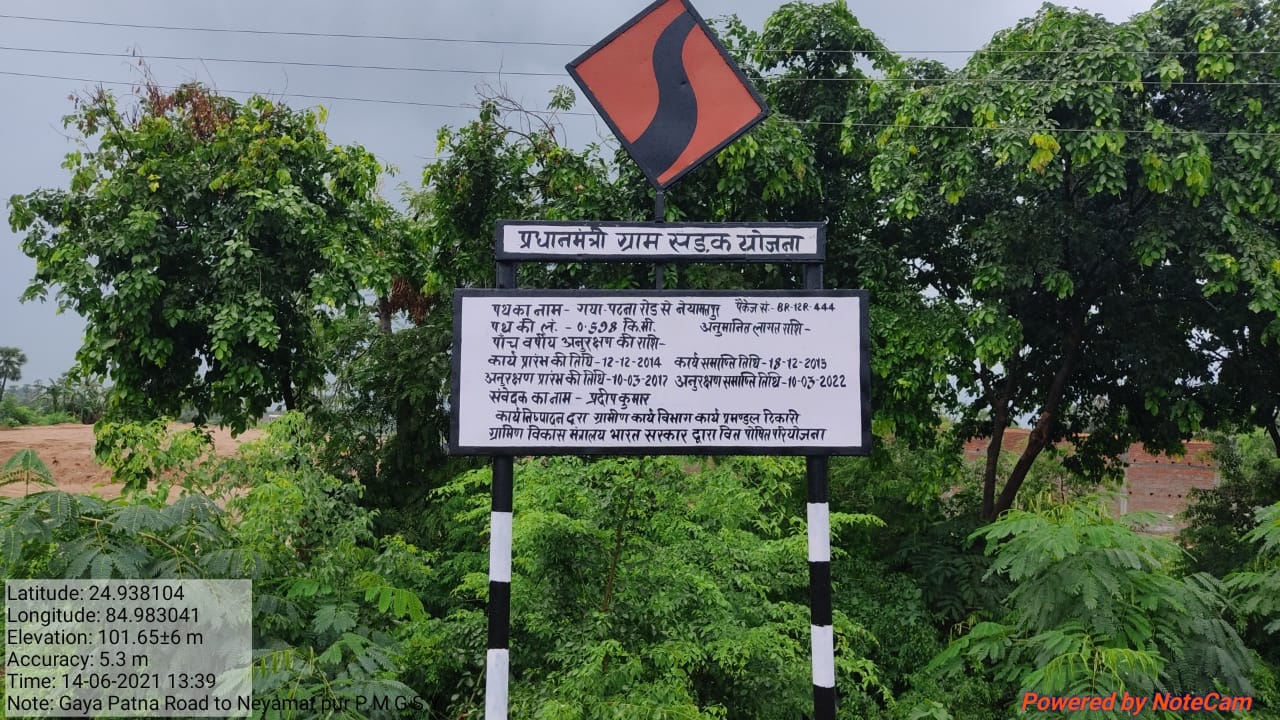 प्रधानमंत्री ग्राम सड़क योजना
पथ का नाम - गया-पटना रोड से नेयामतपुर पैकेज सं- BR-12R-444
पथ की लं. - 0.598 कि.मी. अनुमानित लागत राशि-
पाँच वर्षीय अनुरक्षण की राशि-
कार्य प्रारंभ की तिथि-12-12-2014 कार्य समाप्ति तिथि-18-12-2015
अनुरक्षण प्रारंभ की तिथि-10-03-2017 अनुरक्षण समाप्ति तिथि-10-03-2022
संवेदक का नाम - प्रदीप कुमार
कार्य निष्पादन द्वारा ग्रामिण कार्य विभाग कार्य प्रमण्डल टिकारी
ग्रामिण विकास मंत्रालय भारत सरकार द्वारा वित पोषित परियोजना
Latitude: 24.938104
Longitude: 84.983041
Elevation: 101.65±6 m
Accuracy: 5.3 m
Time: 14-06-2021 13:39
Note: Gaya Patna Road to Neyamat pur P.M G S Y
Powered by NoteCam